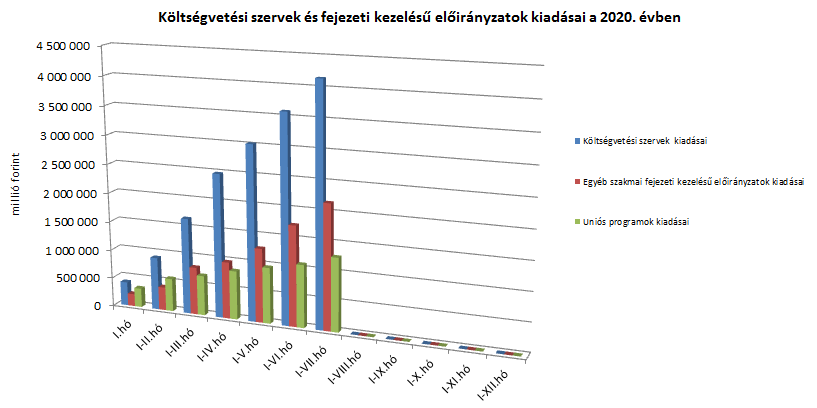 Költségvetési szervek és fejezeti kezelésű előirányzatok kiadásai a 2020. évben
millió forint
4 500 000
4 000 000
3 500 000
3 000 000
2 500 000
2 000 000
1 500 000
1 000 000
500 000
0
I.hó
I-II.hó
I-III.hó
I-IV.hó
I-V.hó
I-VI.hó
I-VII.hó
I-VIII.hó
I-IX.hó
I-X.hó
I-XI.hó
I-XII.hó
Költségvetési szervek kiadásai
Egyéb szakmai fejezeti kezelésű előirányzatok kiadásai
Uniós programok kiadásai